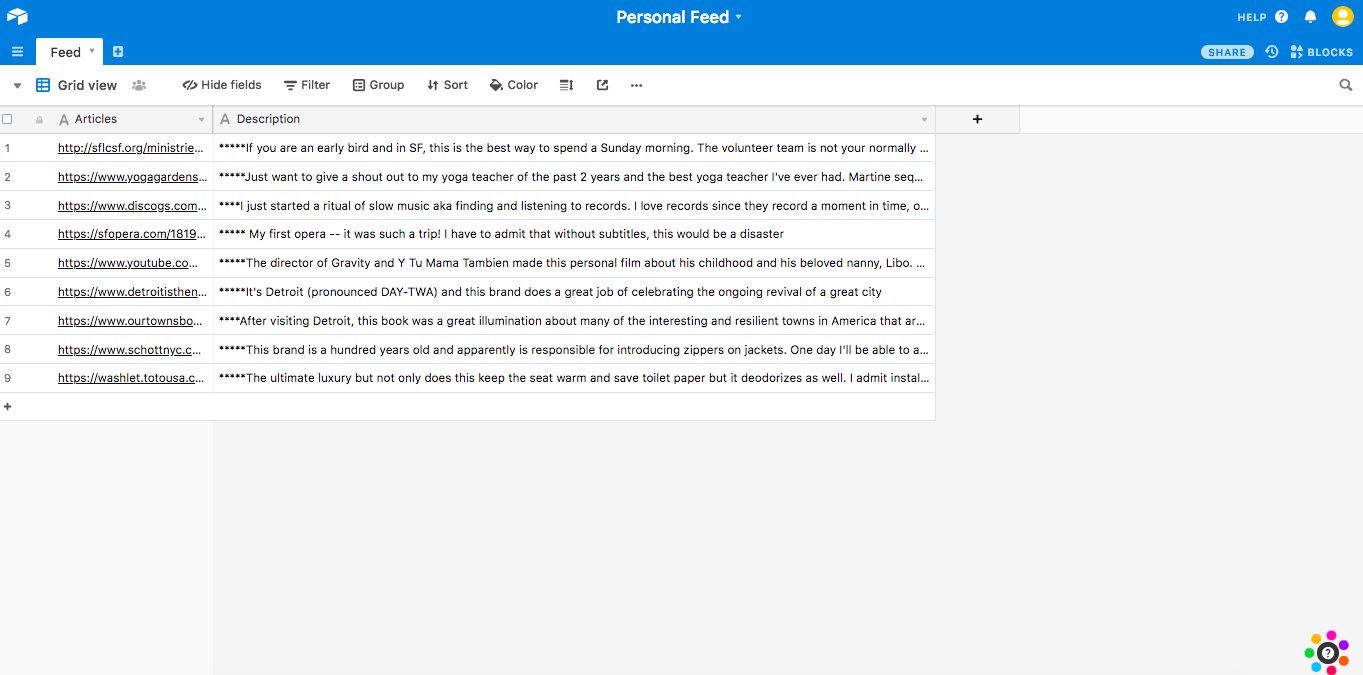 Personal Feed
HELP
Feed
SHARE
BLOCKS
Grid view
Hide fields
Filter
Group
Sort
Color
A Articles
A Description
1 http://sflcsf.org/ministrie... *****If you are an early bird and in SF, this is the best way to spend a Sunday morning. The volunteer team is not your normally ...
2 https://www.yogagardens... *****Just want to give a shout out to my yoga teacher of the past 2 years and the best yoga teacher I've ever had. Martine seq...
3 https://www.discogs.com... ****I just started a ritual of slow music aka finding and listening to records. I love records since they record a moment in time, o...
4 https://sfopera.com/1819... ***** My first opera -- it was such a trip! I have to admit that without subtitles, this would be a disaster
5 https://www.youtube.co... *****The director of Gravity and Y Tu Mama Tambien made this personal film about his childhood and his beloved nanny, Libo. ...
6 https://www.detroitisthen... *****It's Detroit (pronounced DAY-TWA) and this brand does a great job of celebrating the ongoing revival of a great city
7 https://www.ourtownsbo... ****After visiting Detroit, this book was a great illumination about many of the interesting and resilient towns in America that ar...
8 https://www.schottnyc.c... *****This brand is a hundred years old and apparently is responsible for introducing zippers on jackets. One day I'll be able to a...
9 https://washlet.totousa.c... *****The ultimate luxury but not only does this keep the seat warm and save toilet paper but it deodorizes as well. I admit instal...